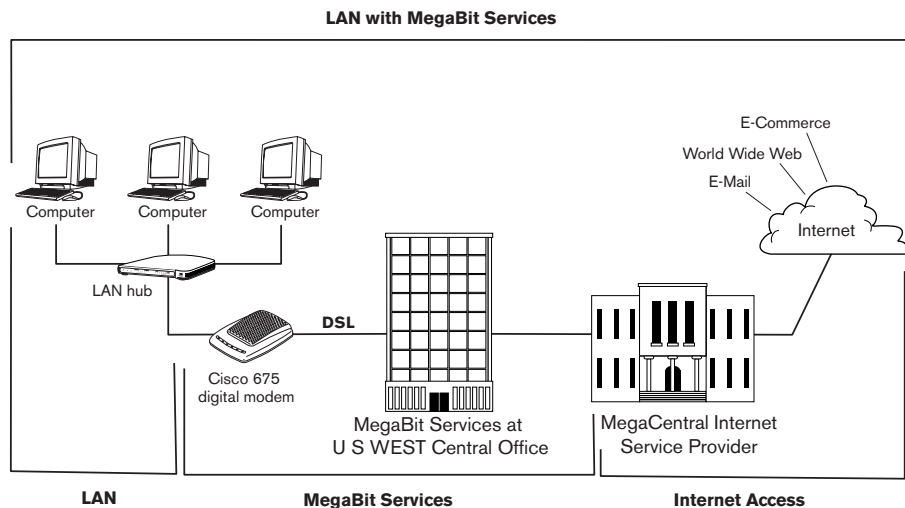 LAN with MegaBit Services
E-Commerce
World Wide Web
E-Mail
Internet
Computer
Computer
Computer
LAN hub
DSL
Cisco 675
digital modem
MegaBit Services at
U S WEST Central Office
MegaCentral Internet
Service Provider
LAN
MegaBit Services
Internet Access